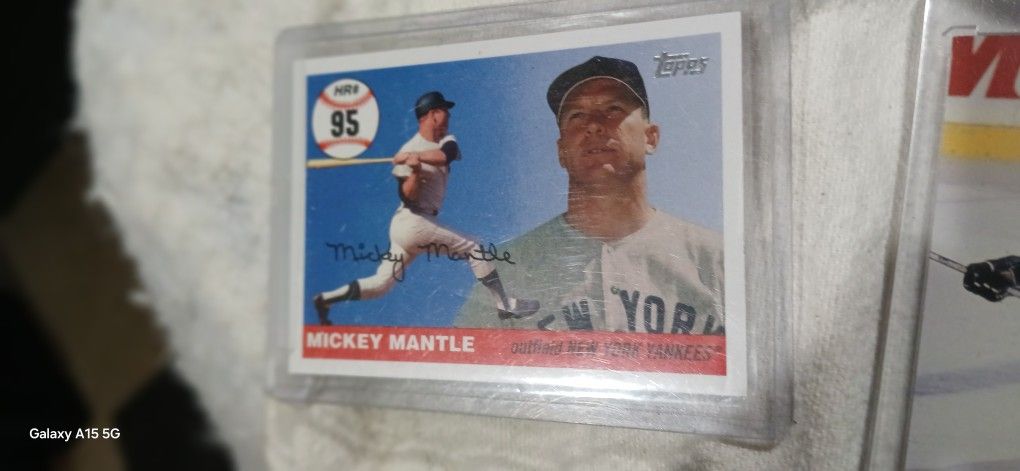 Topps
HR#
95
Mickey Mantle
NEW YORK
MICKEY MANTLE
outfield NEW YORK YANKEES®
Galaxy A15 5G